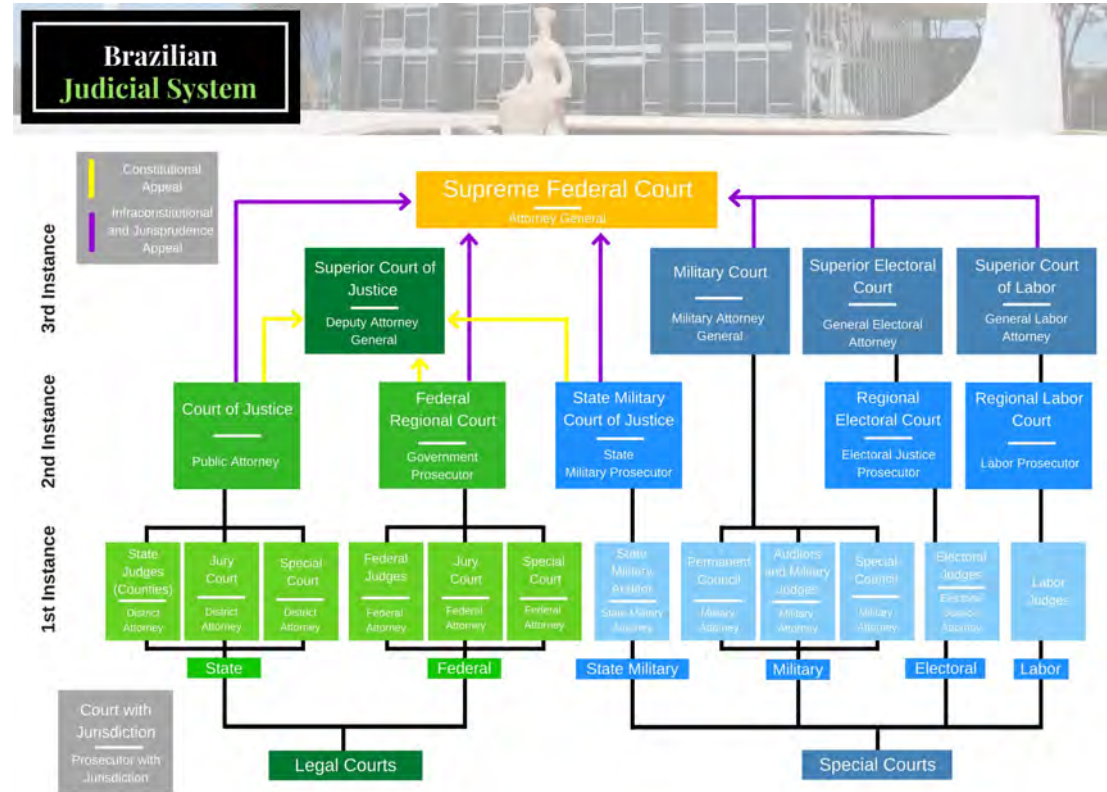 Brazilian
Judicial System
Constitutional
Appeal
Infraconstitutional
and Jurisprudence
Appeal
Supreme Federal Court
Attorney General
3rd Instance
Superior Court of
Justice
Deputy Attorney
General
Military Court
Military Attorney
General
Superior Electoral
Court
General Electoral
Attorney
Superior Court
of Labor
General Labor
Attorney
2nd Instance
Court of Justice
Public Attorney
Federal
Regional Court
Government
Prosecutor
State Military
Court of Justice
State
Military Prosecutor
Regional
Electoral Court
Electoral Justice
Prosecutor
Regional Labor
Court
Labor Prosecutor
1st Instance
State
Judges
(Counties)
District
Attorney
Jury
Court
District
Attorney
Special
Court
District
Attorney
Federal
Judges
Federal
Attorney
Jury
Court
Federal
Attorney
Special
Court
Federal
Attorney
State
Military
Auditor
State Military
Attorney
Permanent
Council
Military
Attorney
Auditors
and Military
Judges
Military
Attorney
Special
Council
Military
Attorney
Electoral
Judges
Electoral
Justice
Attorney
Labor
Judges
State
Federal
State Military
Military
Electoral
Labor
Court with
Jurisdiction
Prosecutor with
Jurisdiction
Legal Courts
Special Courts